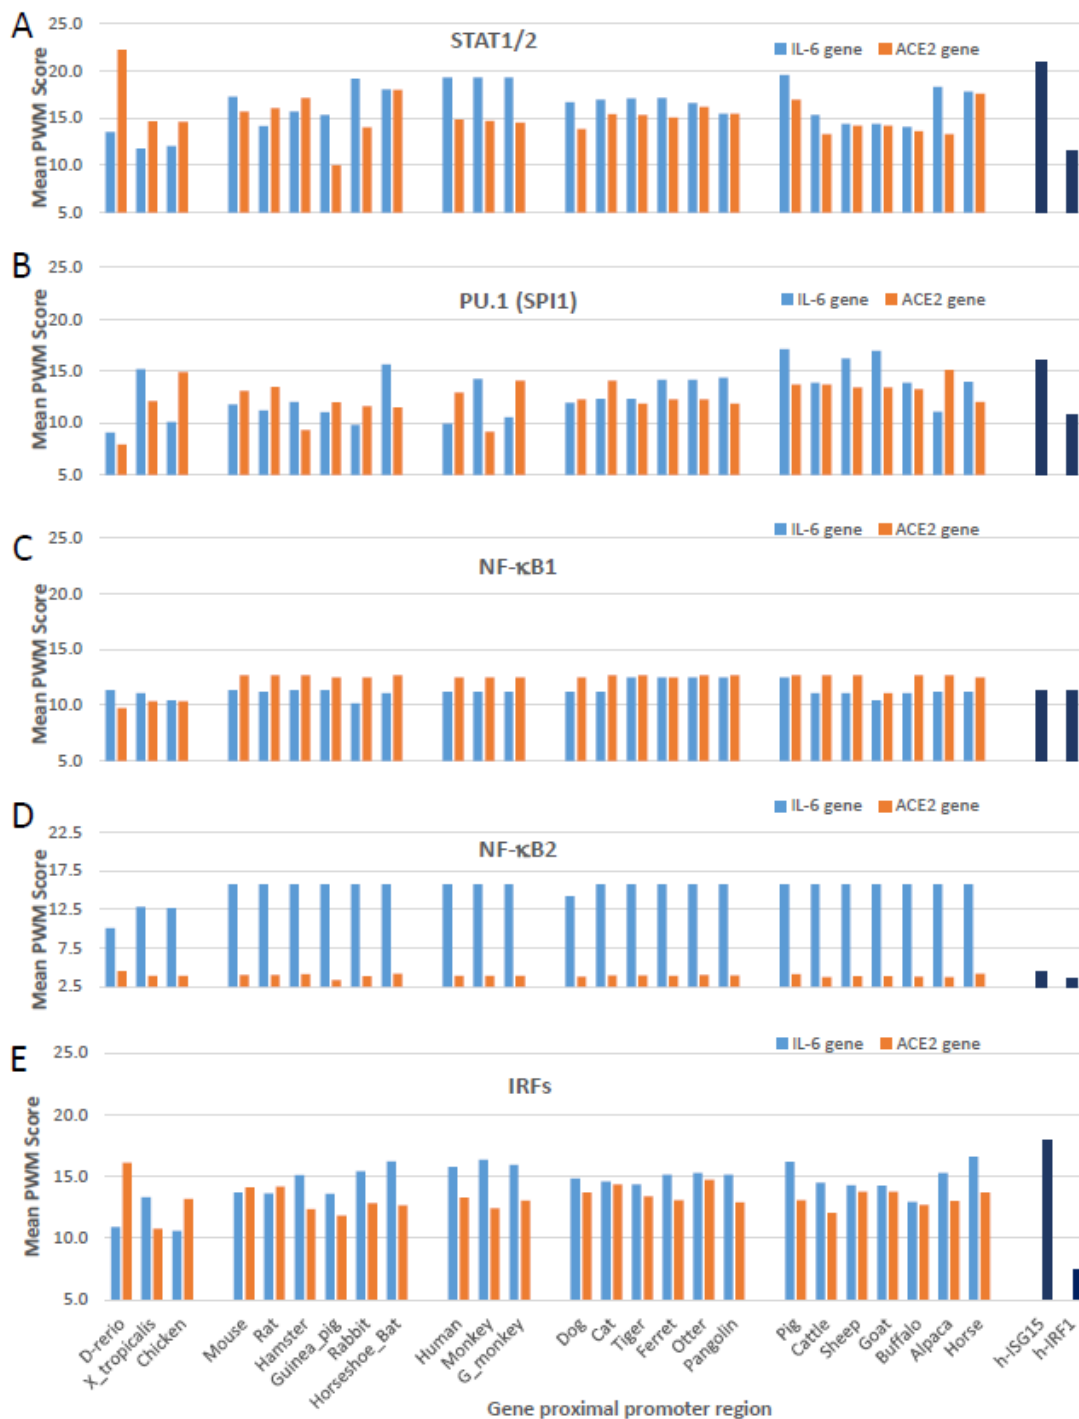 A
STAT1/2
IL-6 gene ACE2 gene
Mean PWM Score
25.0
20.0
15.0
10.0
5.0
B
PU.1 (SPI1)
IL-6 gene ACE2 gene
Mean PWM Score
25.0
20.0
15.0
10.0
5.0
C
NF-κB1
IL-6 gene ACE2 gene
Mean PWM Score
25.0
20.0
15.0
10.0
5.0
D
NF-κB2
IL-6 gene ACE2 gene
Mean PWM Score
22.5
17.5
12.5
7.5
2.5
E
IRFs
IL-6 gene ACE2 gene
Mean PWM Score
25.0
20.0
15.0
10.0
5.0
D-rerio
X_tropicalis
Chicken
Mouse
Rat
Hamster
Guinea_pig
Rabbit
Horseshoe_Bat
Human
Monkey
G_monkey
Dog
Cat
Tiger
Ferret
Otter
Pangolin
Pig
Cattle
Sheep
Goat
Buffalo
Alpaca
Horse
h-ISG15
h-IRF1
Gene proximal promoter region